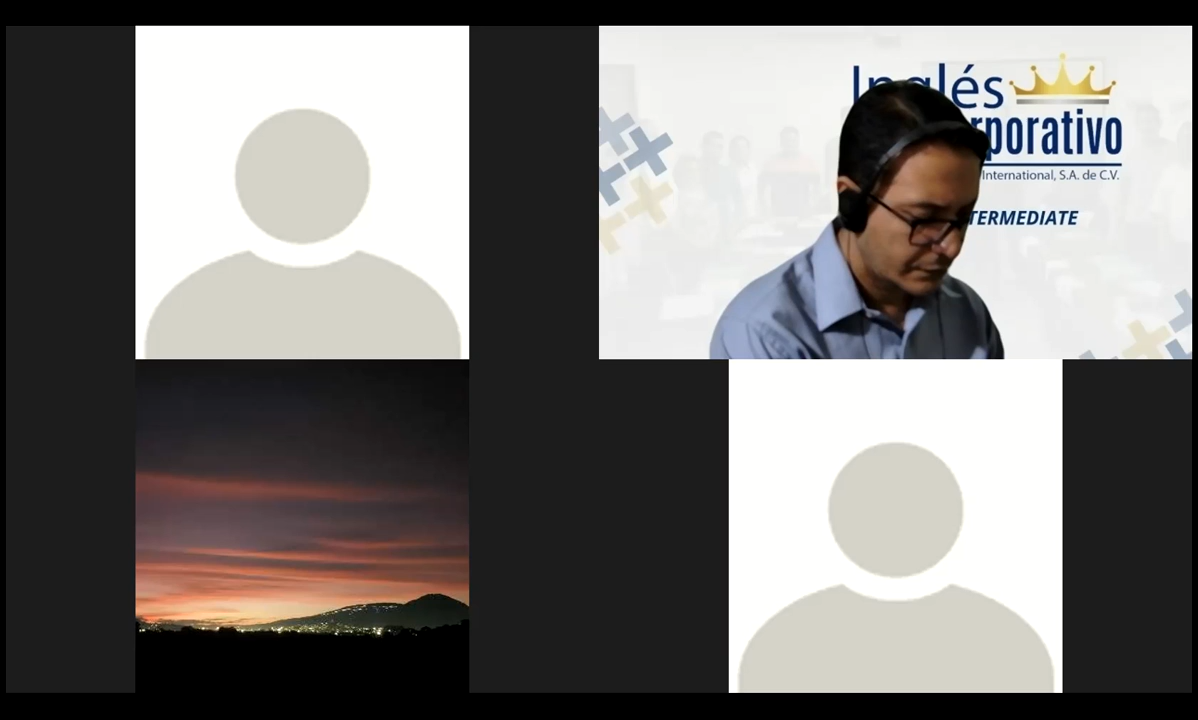 Inglés
rporativo
International, S.A. de C.V.
TERMEDIATE